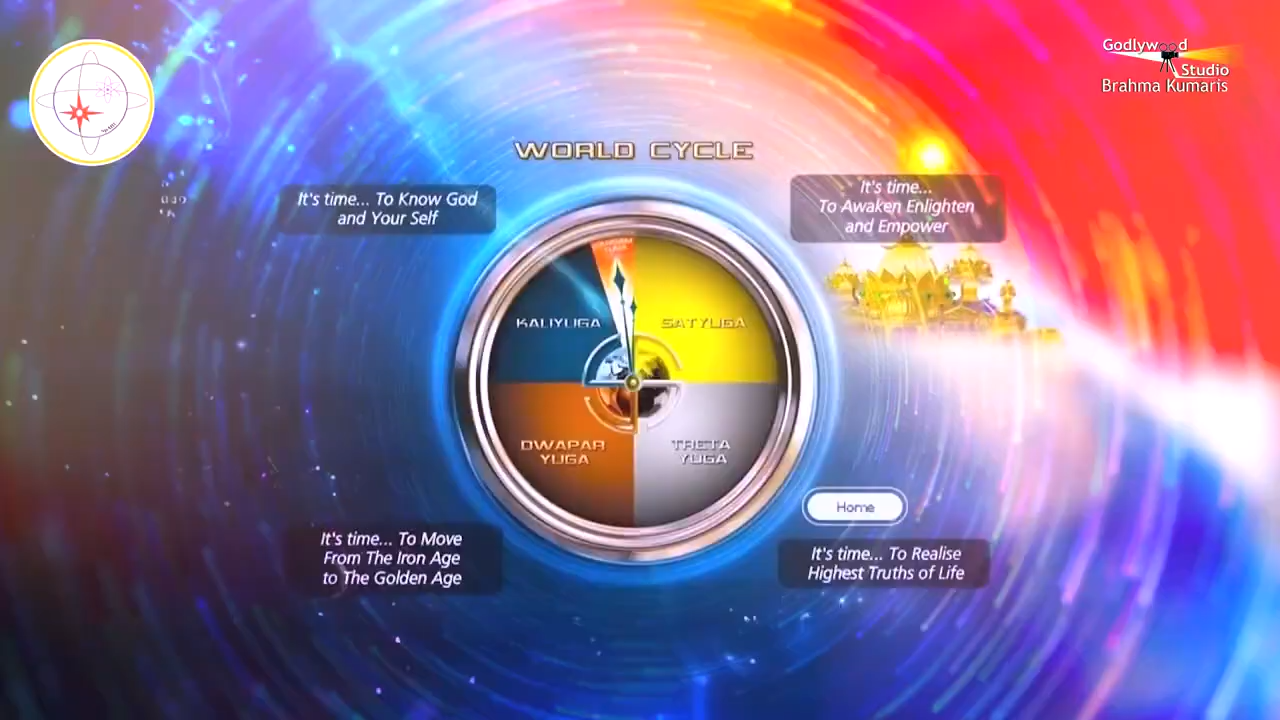 Godlywood
Studio
Brahma Kumaris
WORLD CYCLE
It's time... To Know God
and Your Self
It's time...
To Awaken Enlighten
and Empower
KALIYUGA
SATYUGA
DWAPAR
YUGA
TRETA
YUGA
Home
It's time... To Move
From The Iron Age
to The Golden Age
It's time... To Realise
Highest Truths of Life